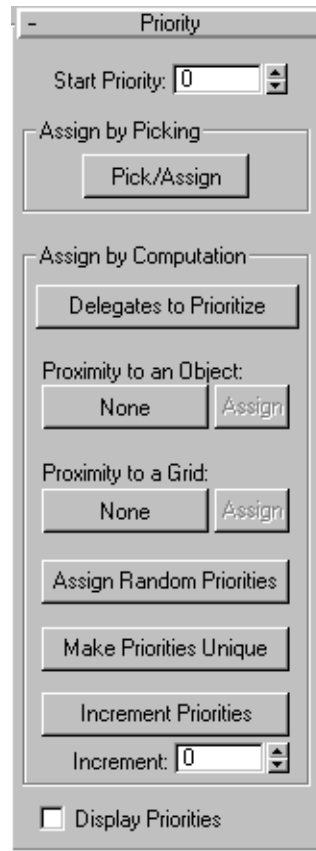 - Priority
Start Priority: 0
Assign by Picking
Pick/Assign
Assign by Computation
Delegates to Prioritize
Proximity to an Object:
None Assign
Proximity to a Grid:
None Assign
Assign Random Priorities
Make Priorities Unique
Increment Priorities
Increment: 0
Display Priorities